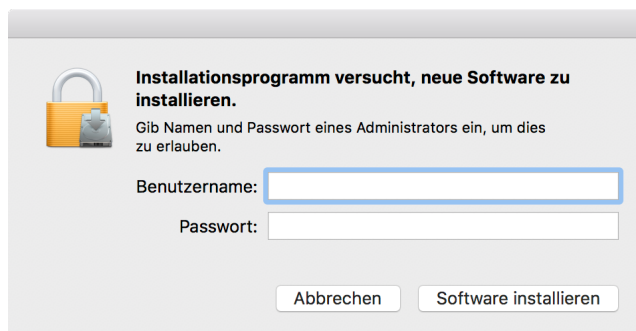 Installationsprogramm versucht, neue Software zu
installieren.
Gib Namen und Passwort eines Administrators ein, um dies
zu erlauben.
Benutzername:
Passwort:
Abbrechen
Software installieren